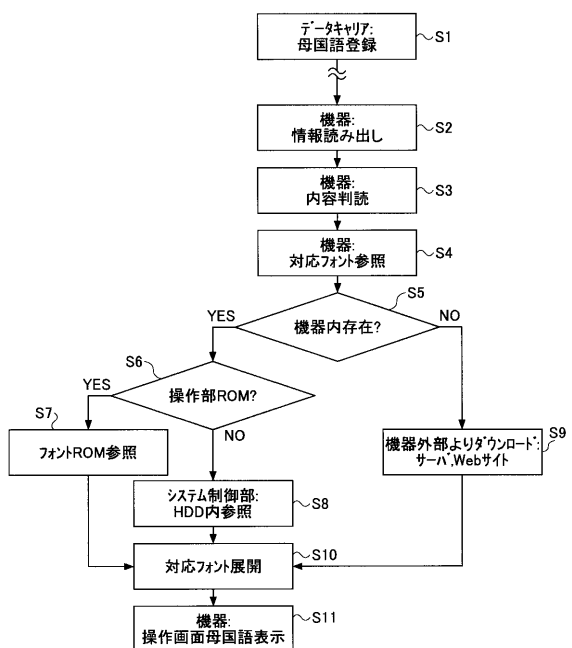 ﾃﾞｰﾀｷｬﾘｱ:
母国語登録
S1
機器:
情報読み出し
S2
機器:
内容判読
S3
機器:
対応フォント参照
S4
S5
機器内存在?
YES
NO
S6
操作部ROM?
YES
NO
S7
ﾌｫﾝﾄROM参照
機器外部よりﾀﾞｳﾝﾛｰﾄﾞ:
ｻｰﾊﾞ,Webｻｲﾄ
S9
ｼｽﾃﾑ制御部:
HDD内参照
S8
対応フォント展開
S10
機器:
操作画面母国語表示
S11